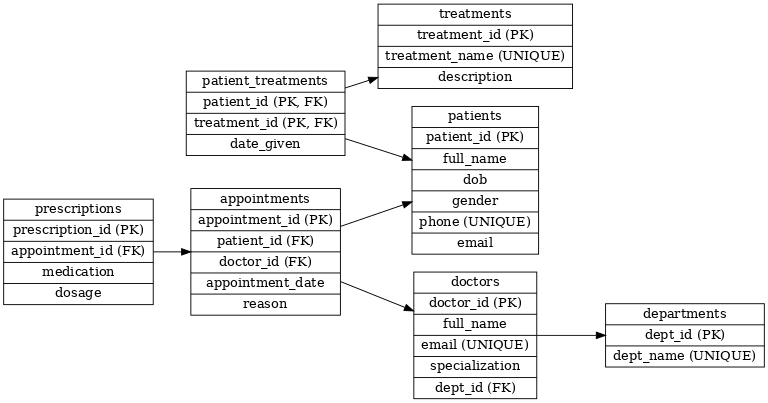 treatments
treatment_id (PK)
treatment_name (UNIQUE)
description
patient_treatments
patient_id (PK, FK)
treatment_id (PK, FK)
date_given
patients
patient_id (PK)
full_name
dob
gender
phone (UNIQUE)
email
prescriptions
prescription_id (PK)
appointment_id (FK)
medication
dosage
appointments
appointment_id (PK)
patient_id (FK)
doctor_id (FK)
appointment_date
reason
doctors
doctor_id (PK)
full_name
email (UNIQUE)
specialization
dept_id (FK)
departments
dept_id (PK)
dept_name (UNIQUE)